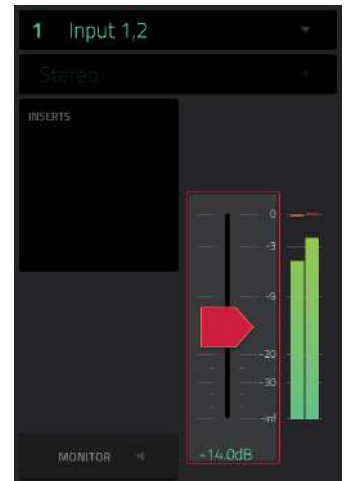 1 Input 1,2
Stereo
INSERTS
0
-3
-9
-20
-30
-inf
MONITOR
-14.0dB